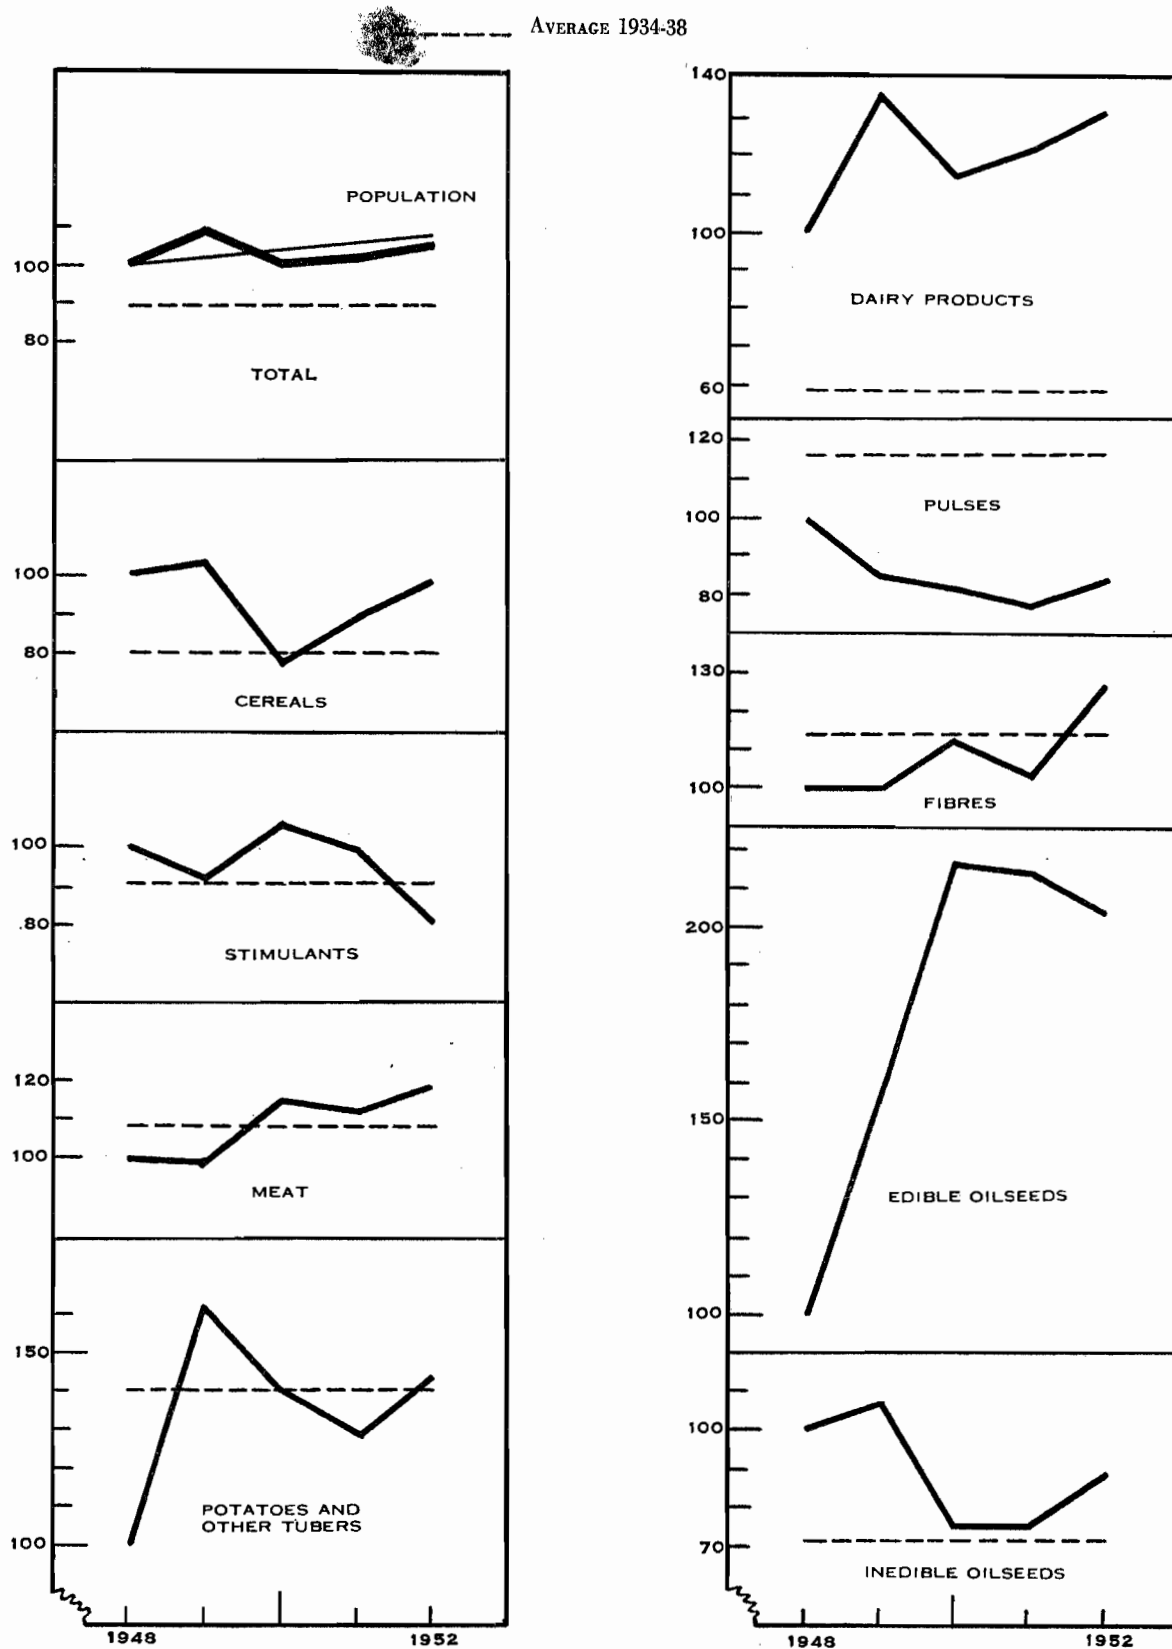 AVERAGE 1934-38
POPULATION
100
80
TOTAL
100
80
CEREALS
100
80
STIMULANTS
120
100
MEAT
150
100
POTATOES AND
OTHER TUBERS
1948 1952
140
100
DAIRY PRODUCTS
60
120
PULSES
100
80
130
100
FIBRES
200
150
EDIBLE OILSEEDS
100
100
70
INEDIBLE OILSEEDS
1948 1952